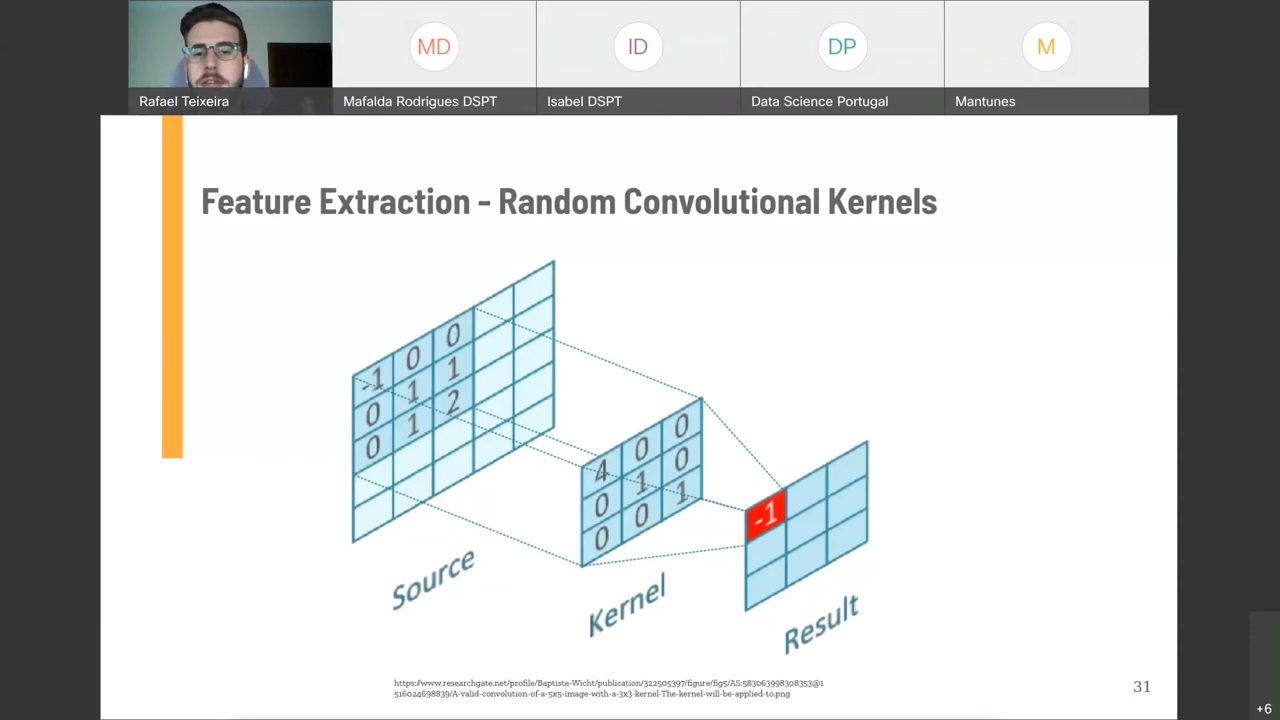 MD
ID
DP
M
Rafael Teixeira
Mafalda Rodrigues DSPT
Isabel DSPT
Data Science Portugal
Mantunes
Feature Extraction - Random Convolutional Kernels
-1 0 0
0 1 1
0 1 2
Source
4 0 0
0 1 0
0 0 1
Kernel
-1
Result
https://www.researchgate.net/profile/Baptiste-Wicht/publication/322505397/figure/fig5/AS:583063998308353@1
516024698839/A-valid-convolution-of-a-5x5-image-with-a-3x3-kernel-The-kernel-will-be-applied-to.png
31
+6